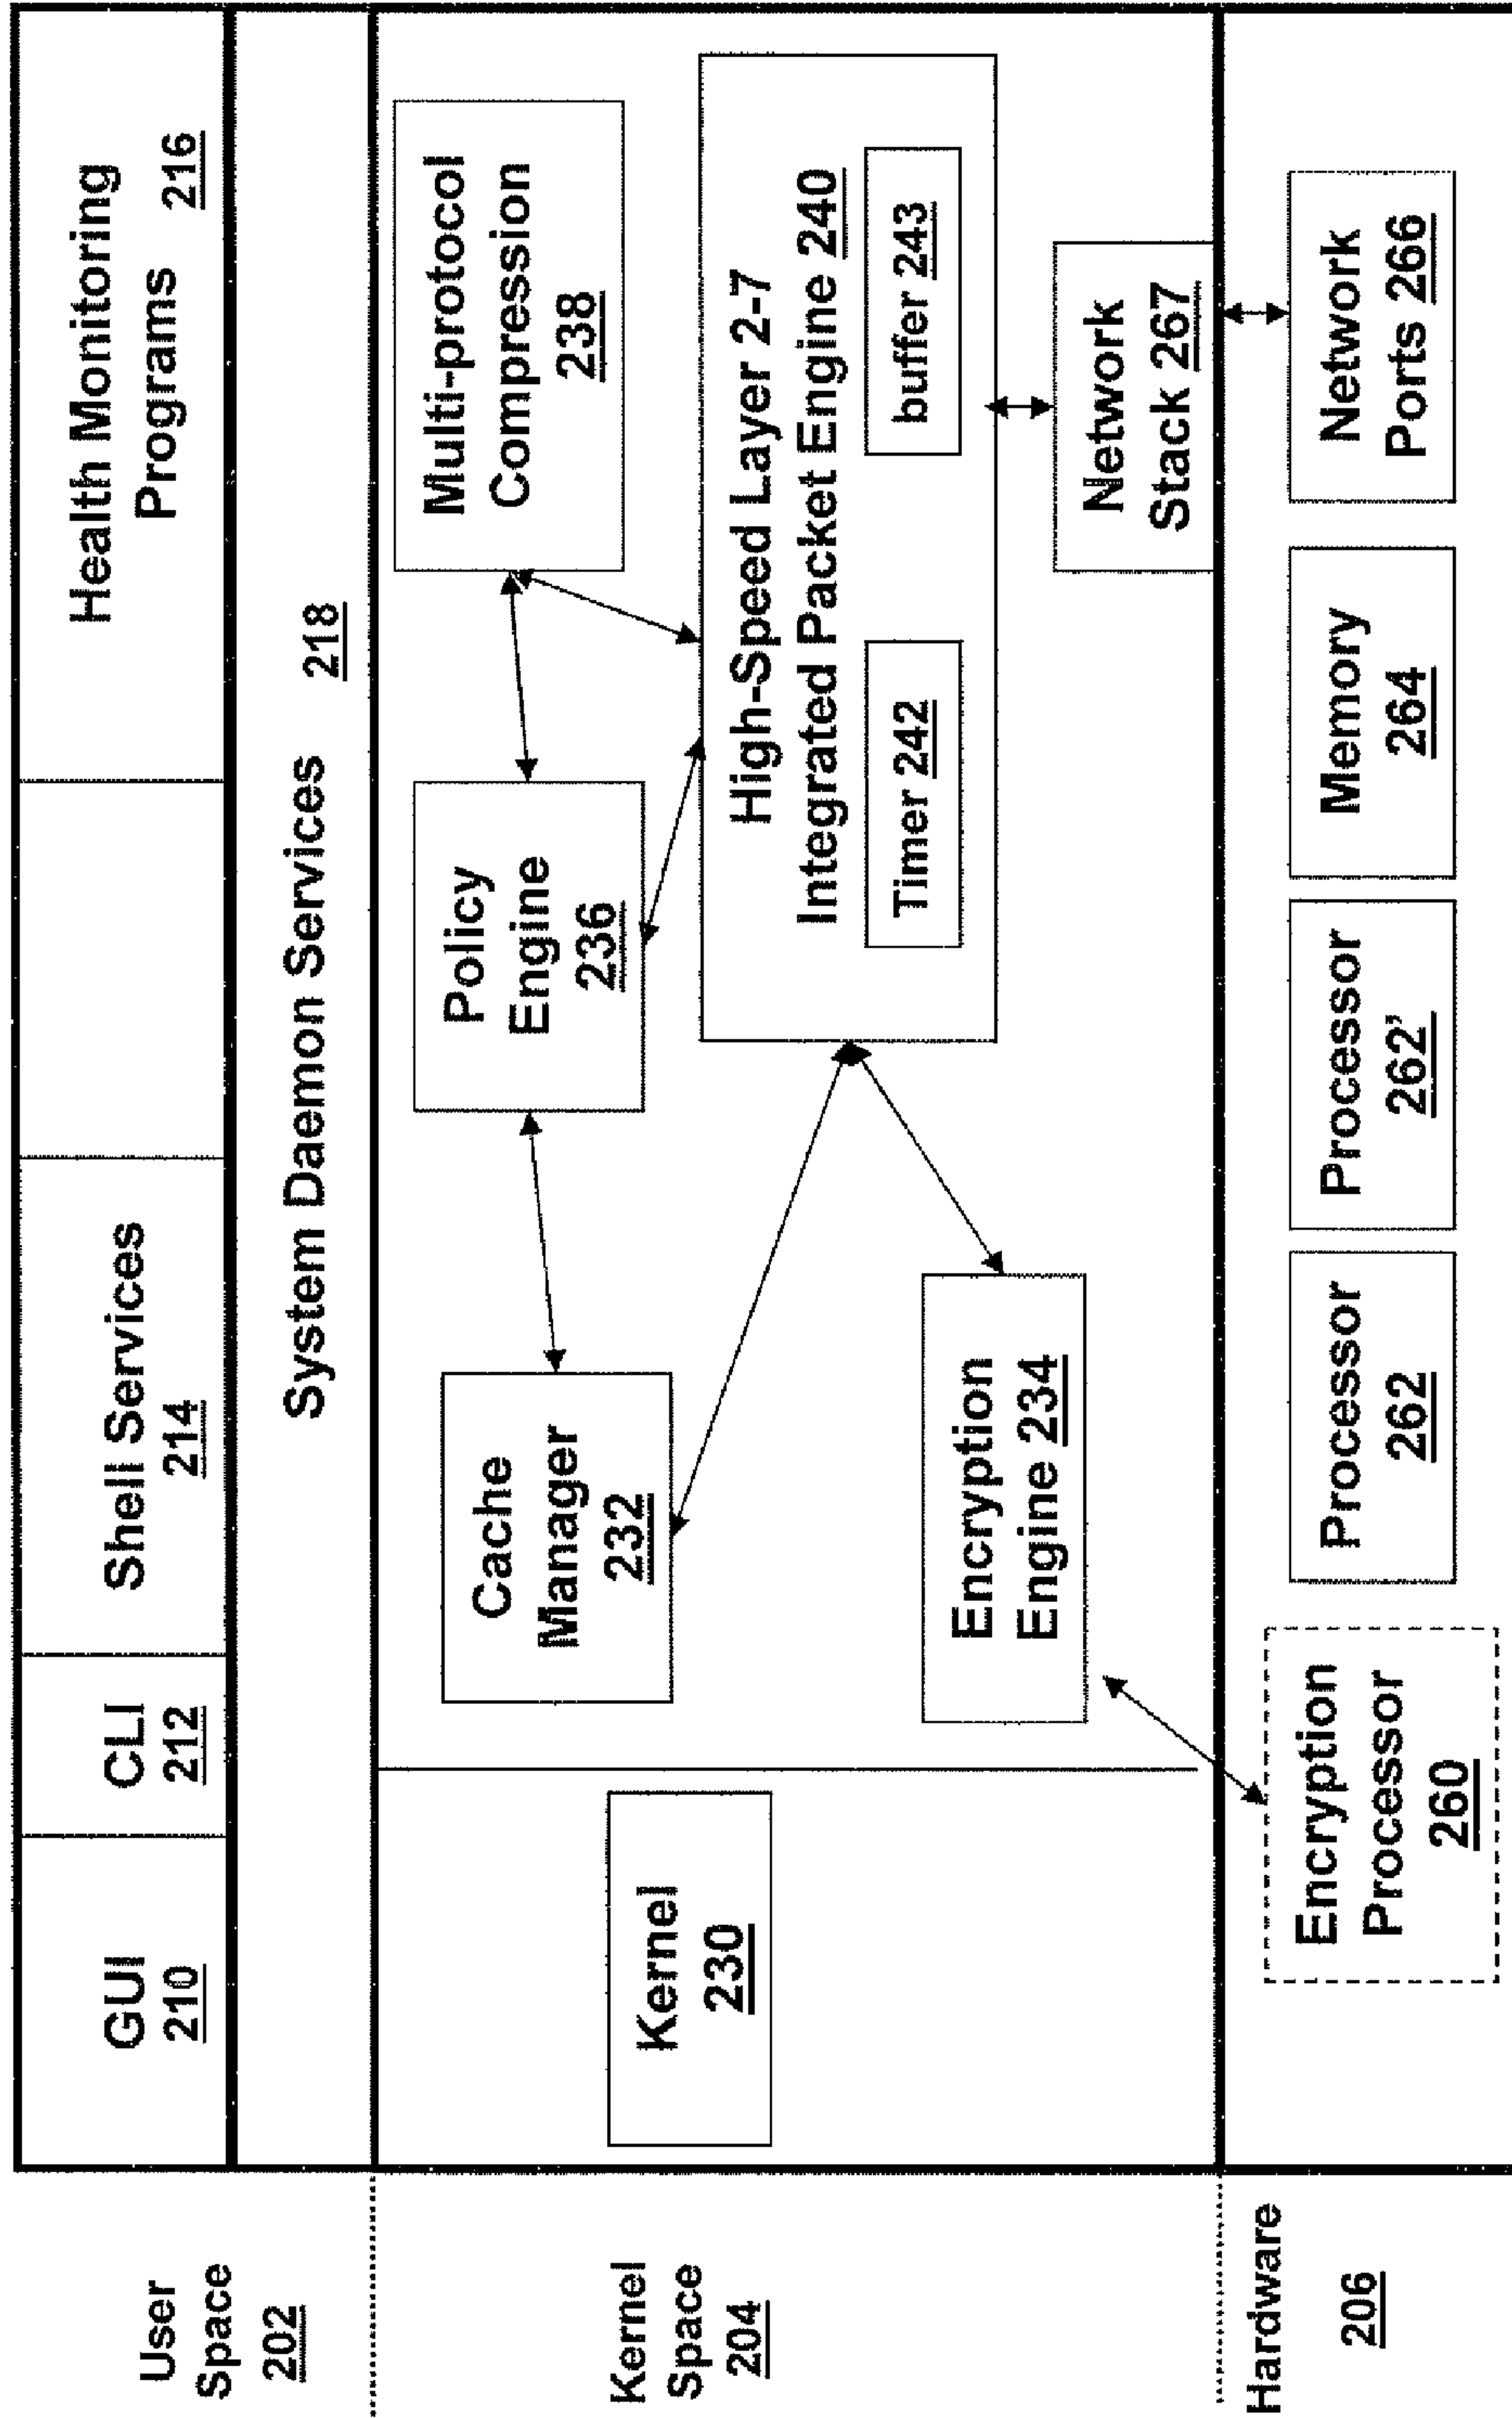 User
Space
202
GUI
210
CLI
212
Shell Services
214
Health Monitoring
Programs 216
System Daemon Services 218
Kernel
Space
204
Kernel
230
Cache
Manager
232
Policy
Engine
236
Multi-protocol
Compression
238
High-Speed Layer 2-7
Integrated Packet Engine 240
Timer 242
buffer 243
Encryption
Engine 234
Network
Stack 267
Hardware
206
Encryption
Processor
260
Processor
262
Processor
262’
Memory
264
Network
Ports 266